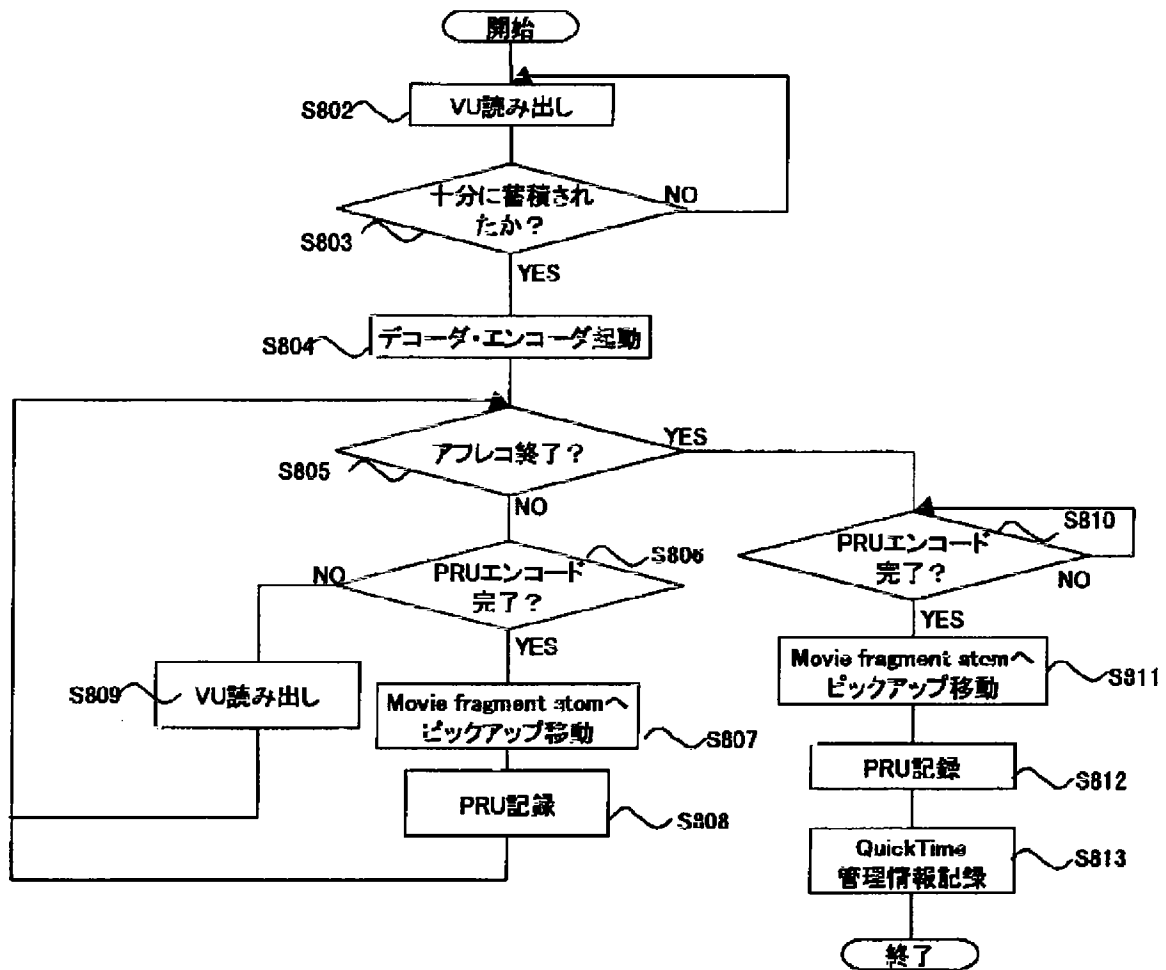 開始
S802
VU読み出し
十分に蓄積され
たか？
NO
S803
YES
S804
デコーダ・エンコーダ起動
アフレコ終了？
YES
S805
NO
PRUエンコード
完了？
S806
NO
YES
S809
VU読み出し
Movie fragment atomへ
ピックアップ移動
S807
PRU記録
S808
S810
PRUエンコード
完了？
NO
YES
Movie fragment atomへ
ピックアップ移動
S811
PRU記録
S812
QuickTime
管理情報記録
S813
終了